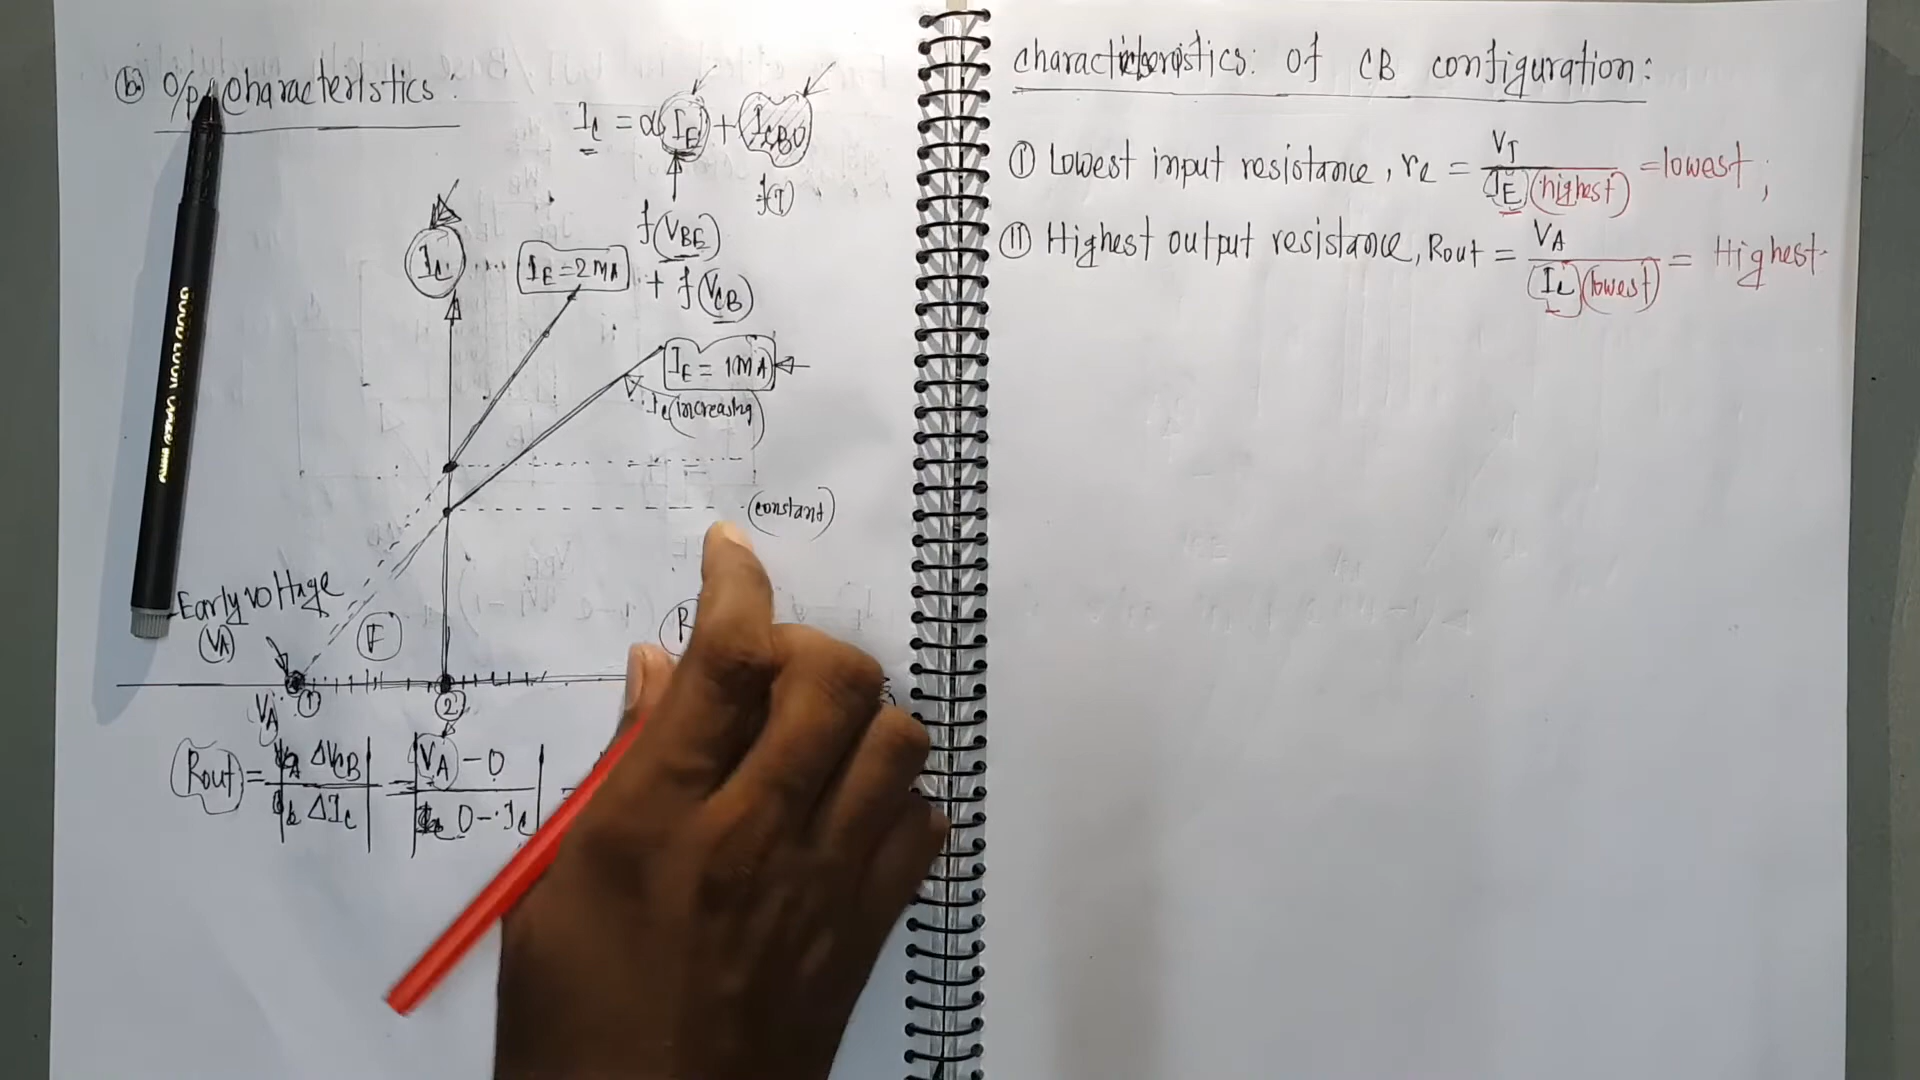 (b) O/p characteristics:
IC = α(IE) + (ICBO)
f(T)
f(VBE)
+ f(VCB)
IC
IE = 2mA
IE = 1mA
Ic(increasing)
(constant)
Early voltage
(VA)
F
R
VA
1
2
Rout = | ΔVCB / ΔIC | = | VA - 0 / 0 - IC | =
characteristics: of CB configuration:
(I) Lowest input resistance, re = VT / IE (highest) = lowest;
(II) Highest output resistance, Rout = VA / Ic (lowest) = Highest.